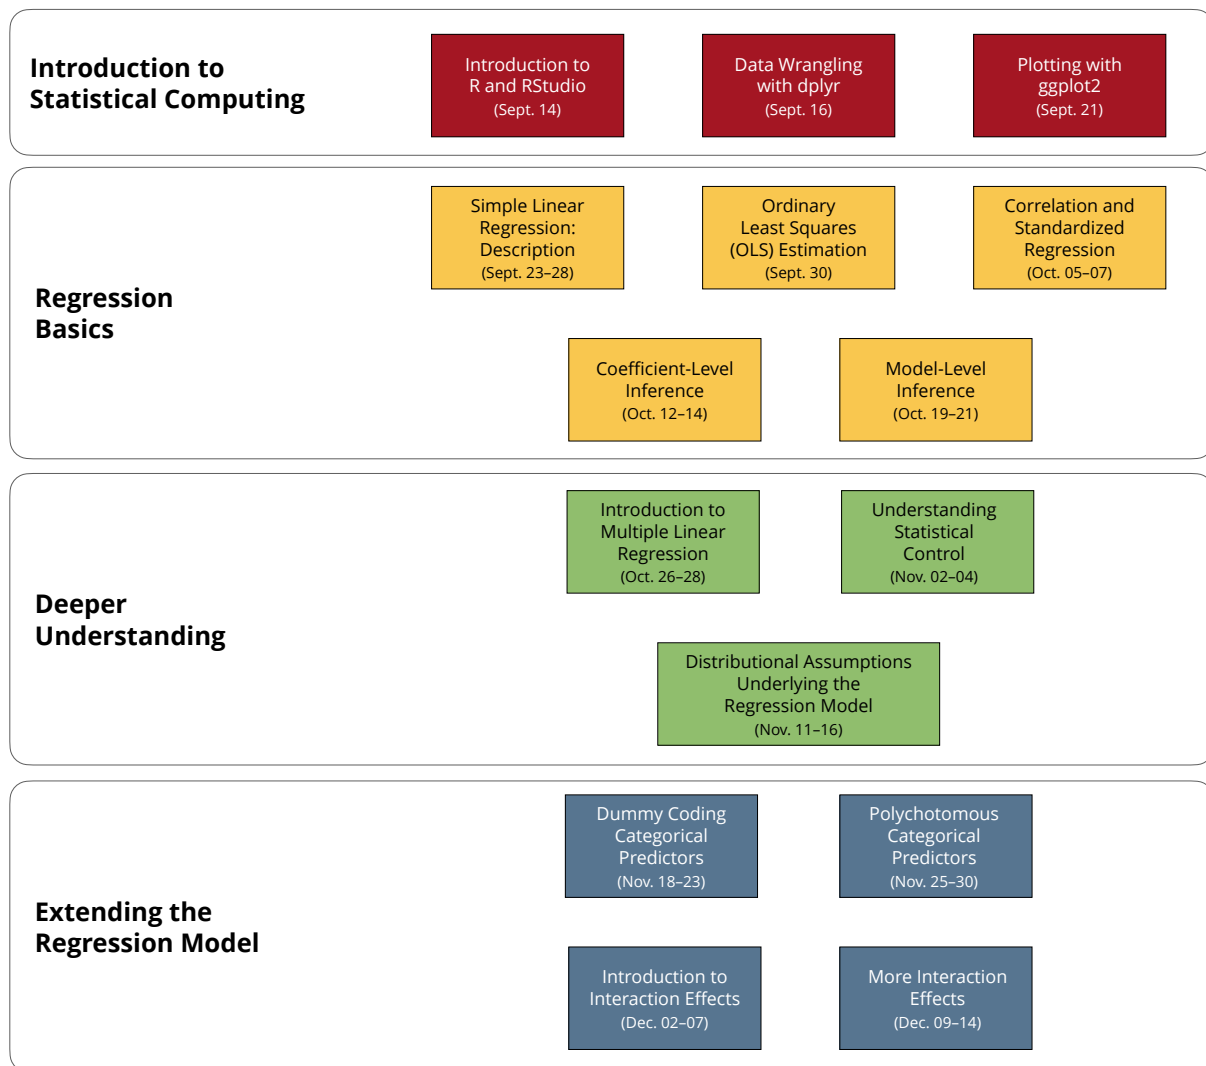 Introduction to
Statistical Computing
Introduction to
R and RStudio
(Sept. 14)
Data Wrangling
with dplyr
(Sept. 16)
Plotting with
ggplot2
(Sept. 21)
Regression
Basics
Simple Linear
Regression:
Description
(Sept. 23–28)
Ordinary
Least Squares
(OLS) Estimation
(Sept. 30)
Correlation and
Standardized
Regression
(Oct. 05–07)
Coefficient-Level
Inference
(Oct. 12–14)
Model-Level
Inference
(Oct. 19–21)
Deeper
Understanding
Introduction to
Multiple Linear
Regression
(Oct. 26–28)
Understanding
Statistical
Control
(Nov. 02–04)
Distributional Assumptions
Underlying the
Regression Model
(Nov. 11–16)
Extending the
Regression Model
Dummy Coding
Categorical
Predictors
(Nov. 18–23)
Polychotomous
Categorical
Predictors
(Nov. 25–30)
Introduction to
Interaction Effects
(Dec. 02–07)
More Interaction
Effects
(Dec. 09–14)